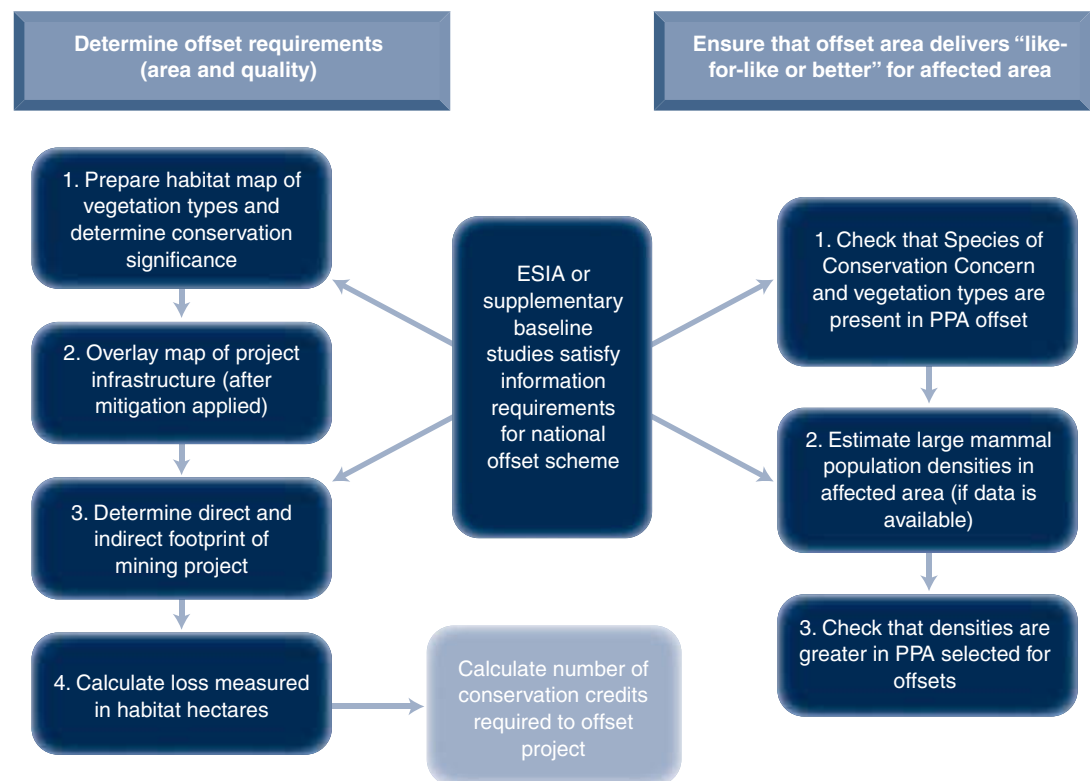 Determine offset requirements
(area and quality)
Ensure that offset area delivers “like-
for-like or better” for affected area
1. Prepare habitat map of
vegetation types and
determine conservation
significance
2. Overlay map of project
infrastructure (after
mitigation applied)
3. Determine direct and
indirect footprint of
mining project
4. Calculate loss measured
in habitat hectares
Calculate number of
conservation credits
required to offset
project
ESIA or
supplementary
baseline
studies satisfy
information
requirements
for national
offset scheme
1. Check that Species of
Conservation Concern
and vegetation types are
present in PPA offset
2. Estimate large mammal
population densities in
affected area (if data is
available)
3. Check that densities are
greater in PPA selected for
offsets